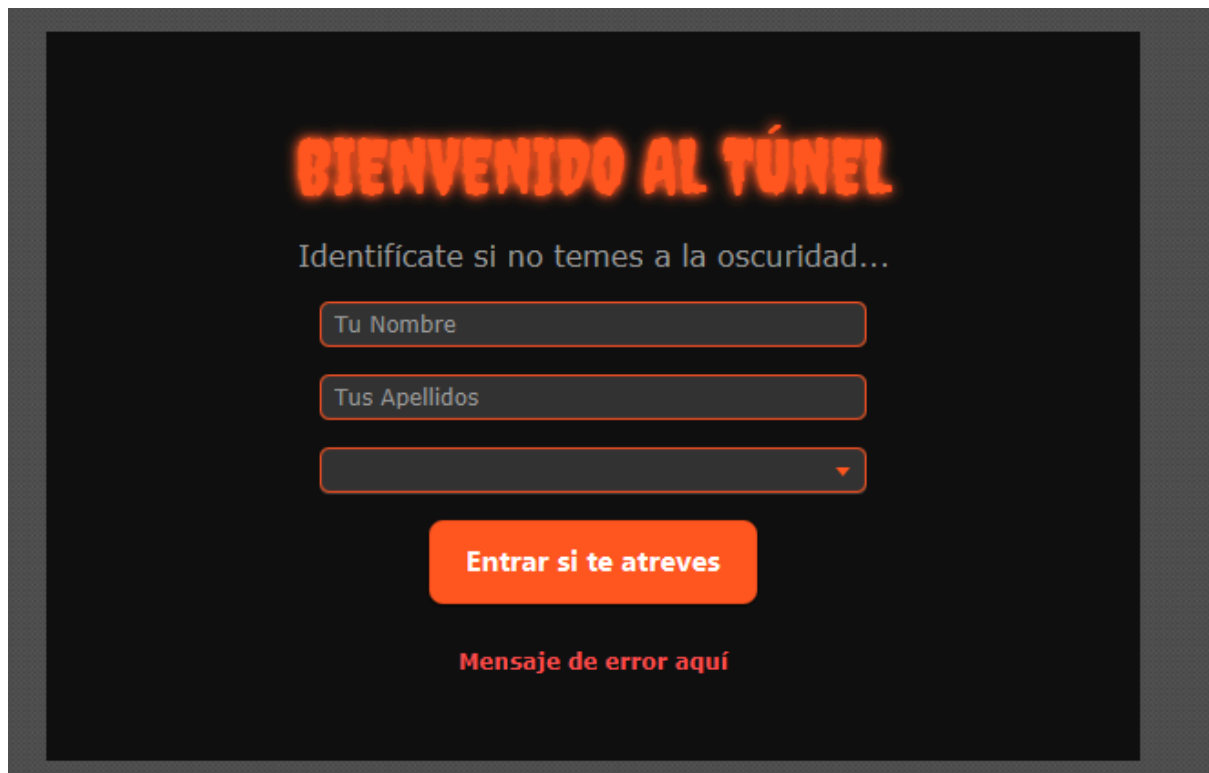 BIENVENIDO AL TÚNEL
Identifícate si no temes a la oscuridad...
Tu Nombre
Tus Apellidos
Entrar si te atreves
Mensaje de error aquí